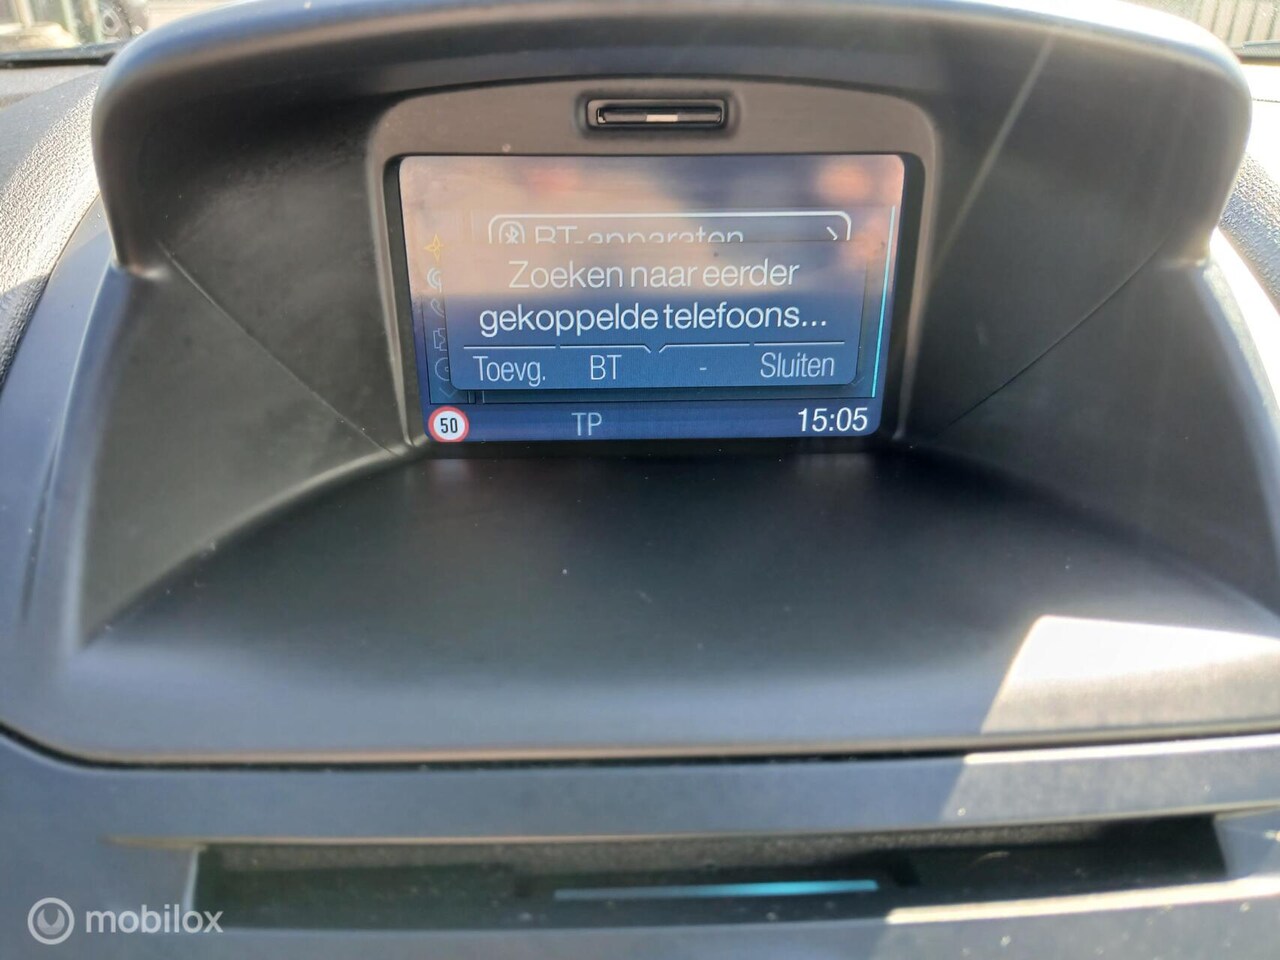 BT-apparaten
Zoeken naar eerder
gekoppelde telefoons...
Toevg. BT - Sluiten
50 TP 15:05
mobilox